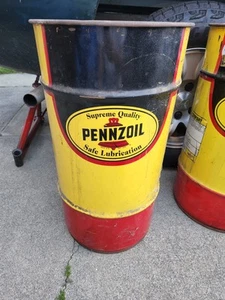 Supreme Quality
PENNZOIL
Safe Lubrication